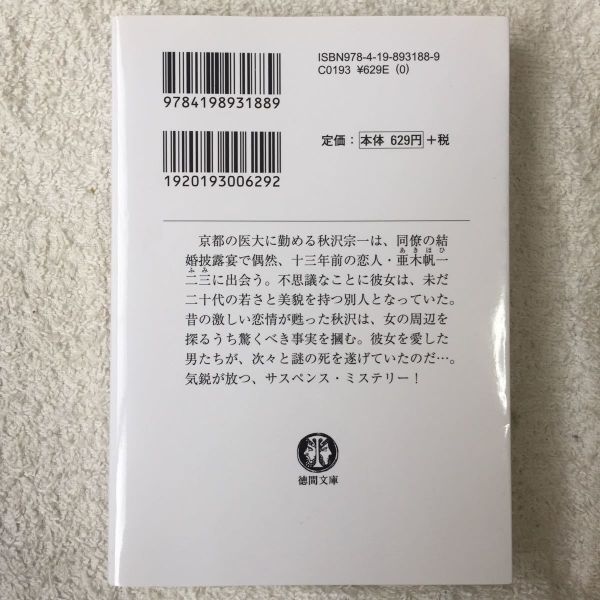 ISBN978-4-19-893188-9
C0193 ¥629E (0)
9784198931889
定価：本体 629円+税
1920193006292
京都の医大に勤める秋沢宗一は、同僚の結
婚披露宴で偶然、十三年前の恋人・亜木帆一
あきほひ
二三に出会う。不思議なことに彼女は、未だ
ふみ
二十代の若さと美貌を持つ別人となっていた。
昔の激しい恋情が甦った秋沢は、女の周辺を
探るうち驚くべき事実を摑む。彼女を愛した
男たちが、次々と謎の死を遂げていたのだ…。
気鋭が放つ、サスペンス・ミステリー！
徳間文庫